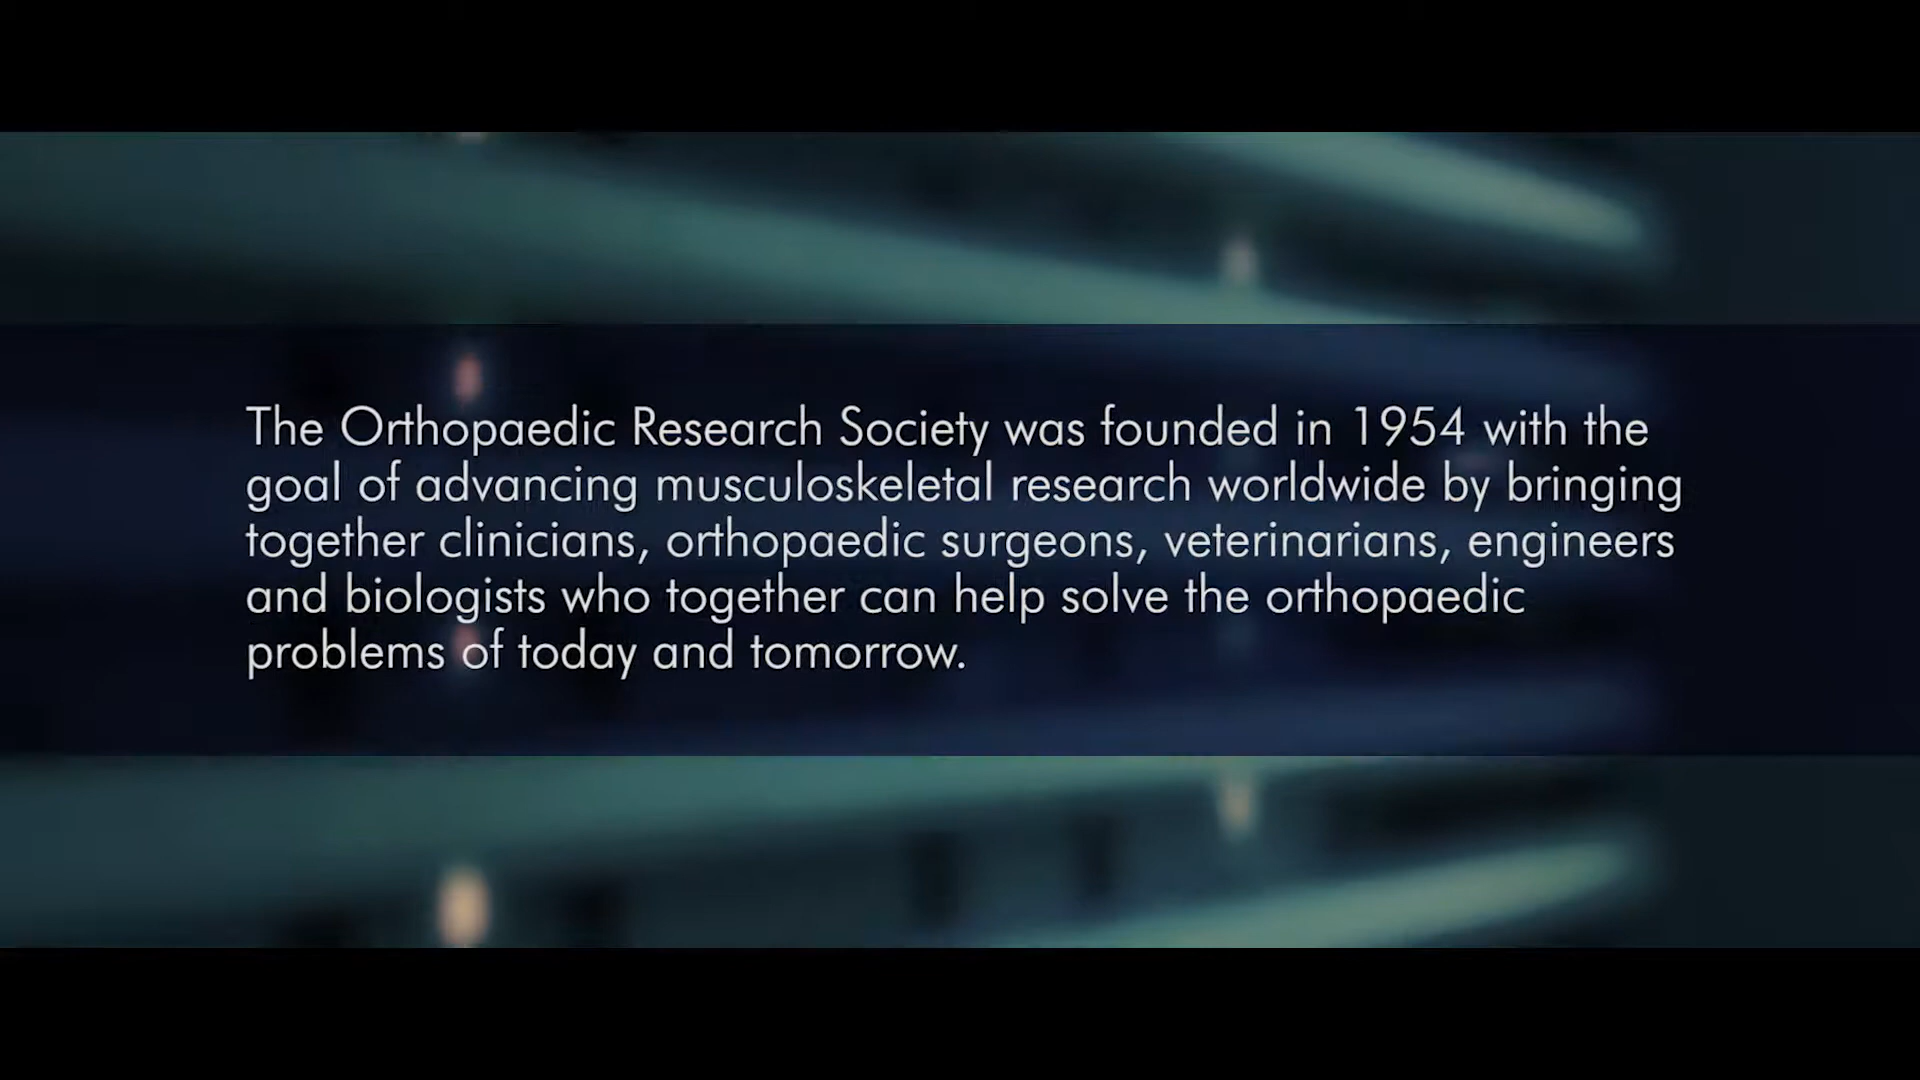 The Orthopaedic Research Society was founded in 1954 with the
goal of advancing musculoskeletal research worldwide by bringing
together clinicians, orthopaedic surgeons, veterinarians, engineers
and biologists who together can help solve the orthopaedic
problems of today and tomorrow.